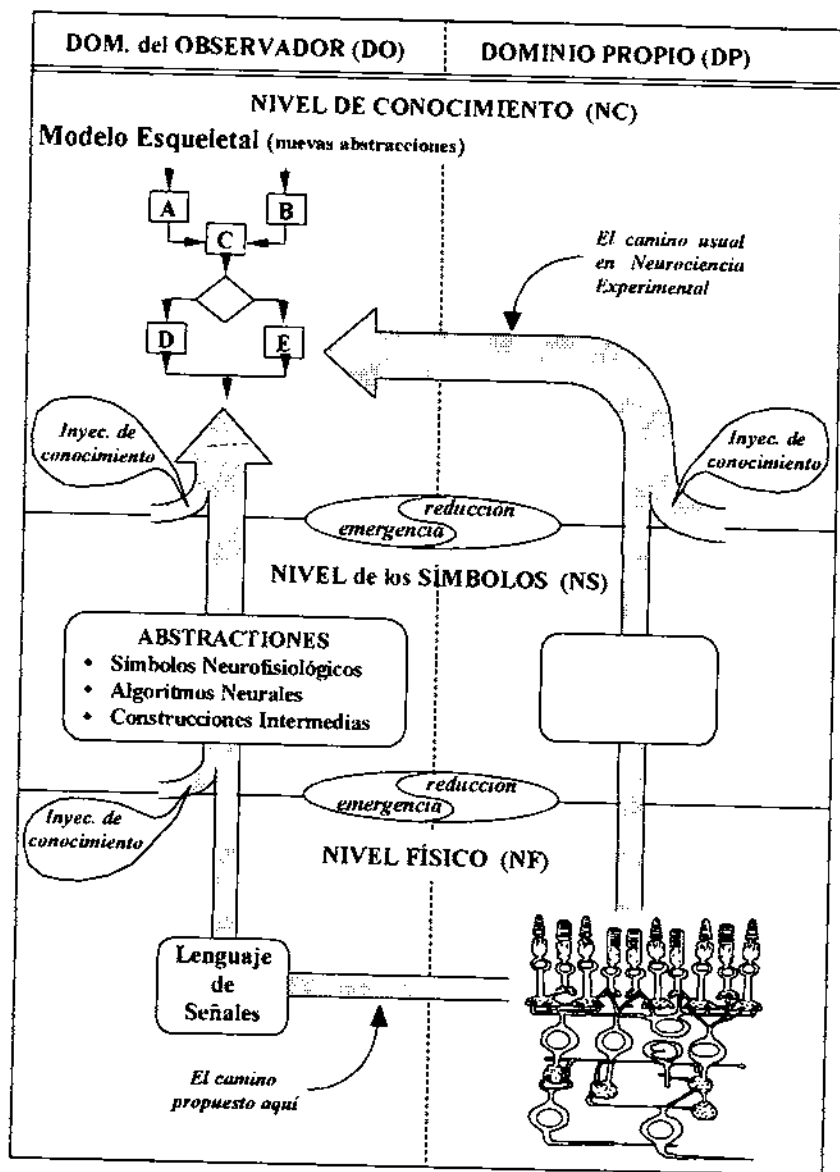 DOM. del OBSERVADOR (DO)
DOMINIO PROPIO (DP)
NIVEL DE CONOCIMIENTO (NC)
Modelo Esqueletal (nuevas abstracciones)
A
B
C
D
E
El camino usual
en Neurociencia
Experimental
Inyec. de
conocimiento
Inyec. de
conocimiento
reducción
emergencia
NIVEL de los SÍMBOLOS (NS)
ABSTRACTIONES
• Símbolos Neurofisiológicos
• Algoritmos Neurales
• Construcciones Intermedias
reducción
emergencia
Inyec. de
conocimiento
NIVEL FÍSICO (NF)
Lenguaje
de
Señales
El camino
propuesto aquí